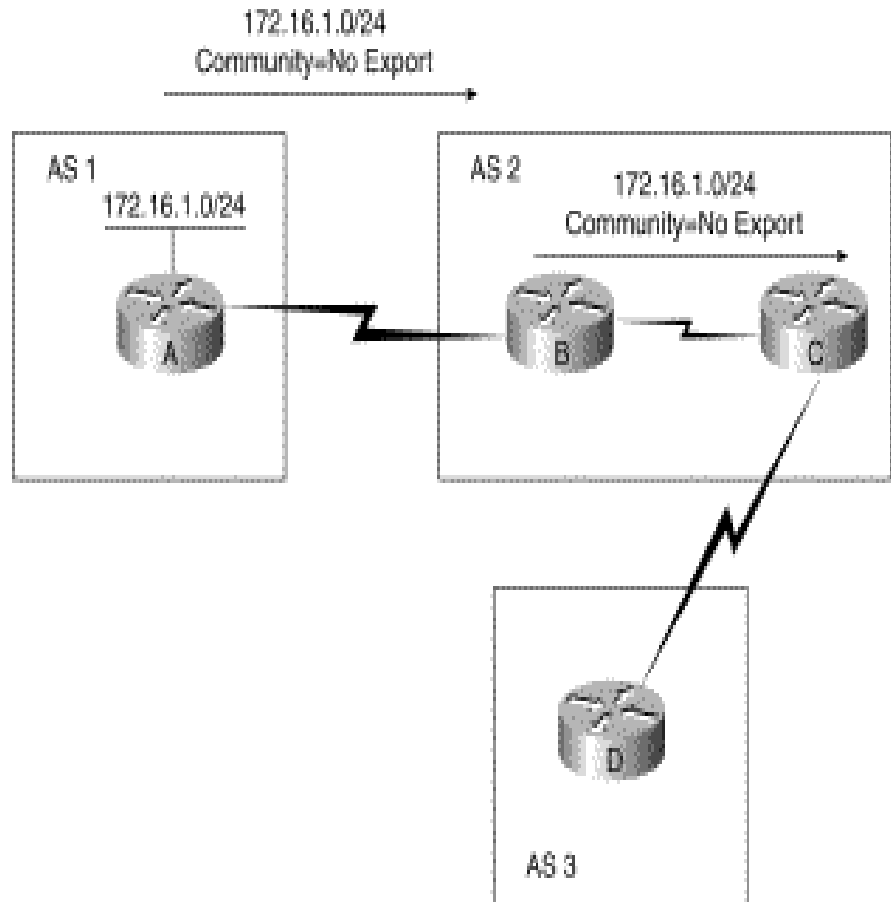 172.16.1.0/24
Community=No Export
AS 1
172.16.1.0/24
A
AS 2
172.16.1.0/24
Community=No Export
B
C
D
AS 3